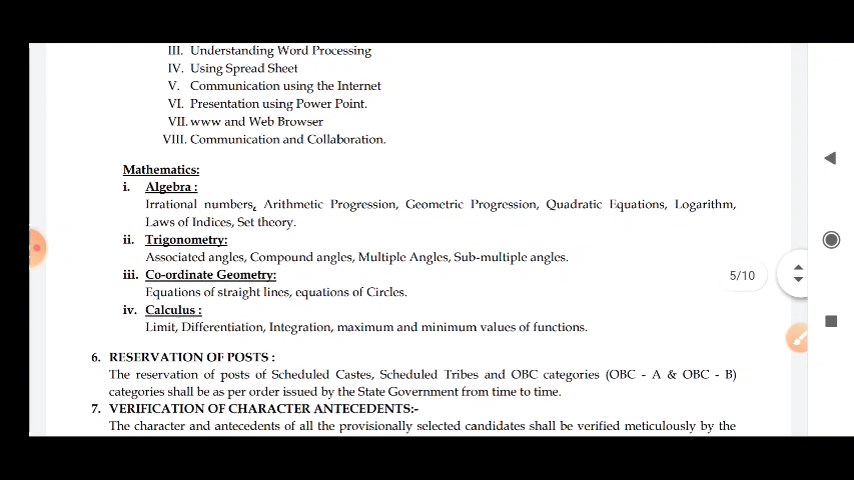 III. Understanding Word Processing
IV. Using Spread Sheet
V. Communication using the Internet
VI. Presentation using Power Point.
VII. www and Web Browser
VIII. Communication and Collaboration.
Mathematics:
i. Algebra :
Irrational numbers, Arithmetic Progression, Geometric Progression, Quadratic Equations, Logarithm,
Laws of Indices, Set theory.
ii. Trigonometry:
Associated angles, Compound angles, Multiple Angles, Sub-multiple angles.
iii. Co-ordinate Geometry:
Equations of straight lines, equations of Circles.
iv. Calculus :
Limit, Differentiation, Integration, maximum and minimum values of functions.
5/10
6. RESERVATION OF POSTS :
The reservation of posts of Scheduled Castes, Scheduled Tribes and OBC categories (OBC - A & OBC - B)
categories shall be as per order issued by the State Government from time to time.
7. VERIFICATION OF CHARACTER ANTECEDENTS:-
The character and antecedents of all the provisionally selected candidates shall be verified meticulously by the